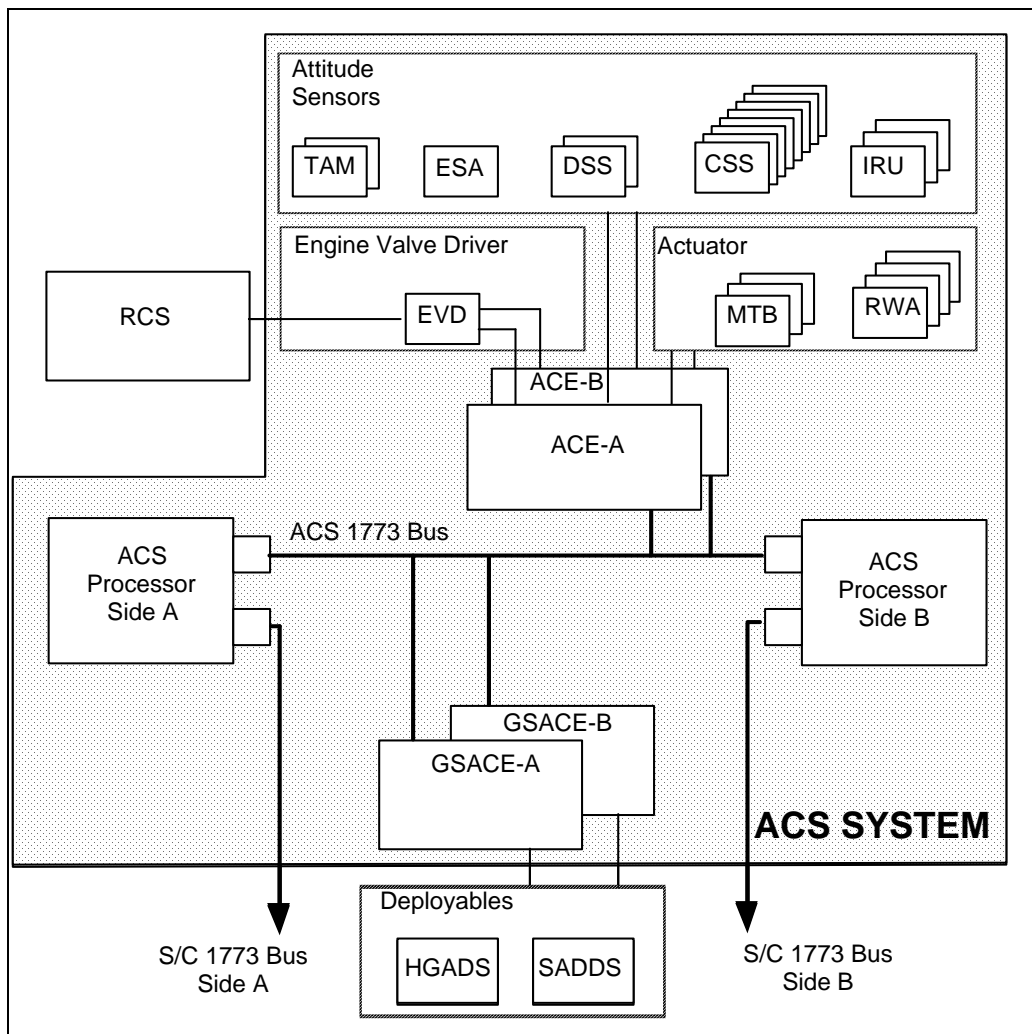 Attitude
Sensors
TAM
ESA
DSS
CSS
IRU
Engine Valve Driver
EVD
Actuator
MTB
RWA
RCS
ACE-B
ACE-A
ACS 1773 Bus
ACS
Processor
Side A
ACS
Processor
Side B
GSACE-B
GSACE-A
ACS SYSTEM
Deployables
HGADS
SADDS
S/C 1773 Bus
Side A
S/C 1773 Bus
Side B